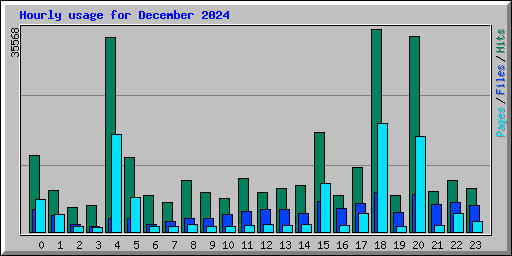 Hourly usage for December 2024
35568
Pages/Files/Hits
0 1 2 3 4 5 6 7 8 9 10 11 12 13 14 15 16 17 18 19 20 21 22 23